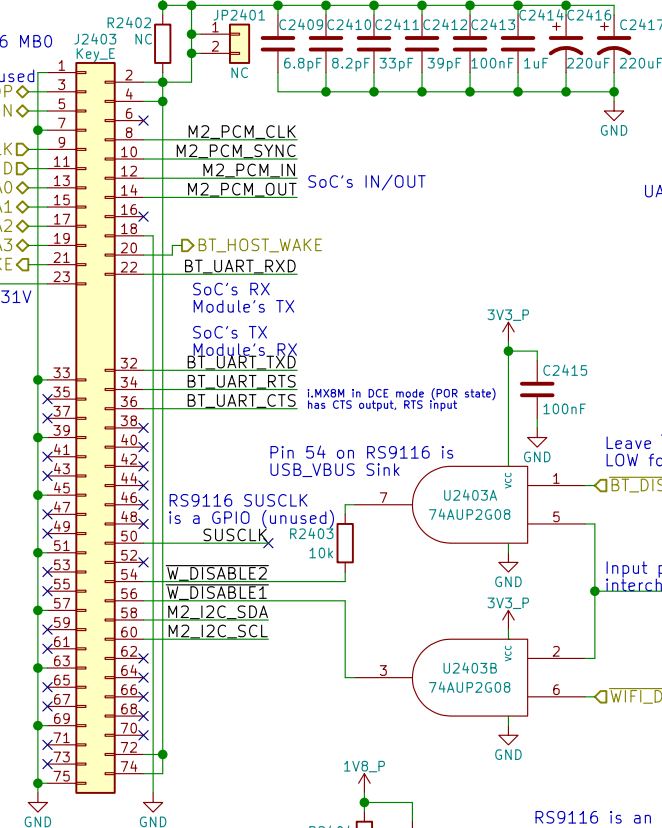 R2402
NC
JP2401
1
2
NC
C2409
6.8pF
C2410
8.2pF
C2411
33pF
C2412
39pF
C2413
100nF
C2414
1uF
C2416
220uF
C2417
220uF
GND
6 MB0
J2403
Key_E
1
3
5
7
9
11
13
15
17
19
21
23
33
35
37
39
41
43
45
47
49
51
53
55
57
59
61
63
65
67
69
71
73
75
2
4
6
8
10
12
14
16
18
20
22
32
34
36
38
40
42
44
46
48
50
52
54
56
58
60
62
64
66
68
70
72
74
M2_PCM_CLK
M2_PCM_SYNC
M2_PCM_IN
M2_PCM_OUT
SoC's IN/OUT
UA
BT_HOST_WAKE
BT_UART_RXD
SoC's RX
Module's TX
SoC's TX
Module's RX
BT_UART_TXD
BT_UART_RTS
BT_UART_CTS
i.MX8M in DCE mode (POR state)
has CTS output, RTS input
31V
A0
A1
A2
A3
3V3_P
C2415
100nF
GND
Pin 54 on RS9116 is
USB_VBUS Sink
RS9116 SUSCLK
is a GPIO (unused)
SUSCLK
R2403
10k
W_DISABLE2
W_DISABLE1
M2_I2C_SDA
M2_I2C_SCL
7
U2403A
74AUP2G08
VCC
1
5
GND
Leave
LOW fo
BT_DIS
Input p
interch
3V3_P
3
U2403B
74AUP2G08
VCC
2
6
GND
WIFI_D
GND
GND
1V8_P
RS9116 is an